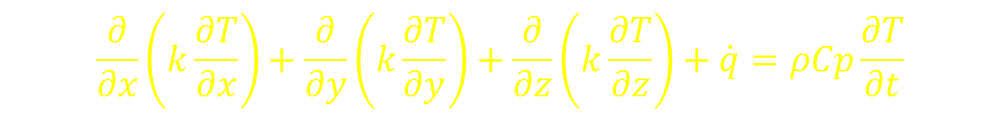 ∂/∂x (k ∂T/∂x) + ∂/∂y (k ∂T/∂y) + ∂/∂z (k ∂T/∂z) + q̇ = ρCp ∂T/∂t